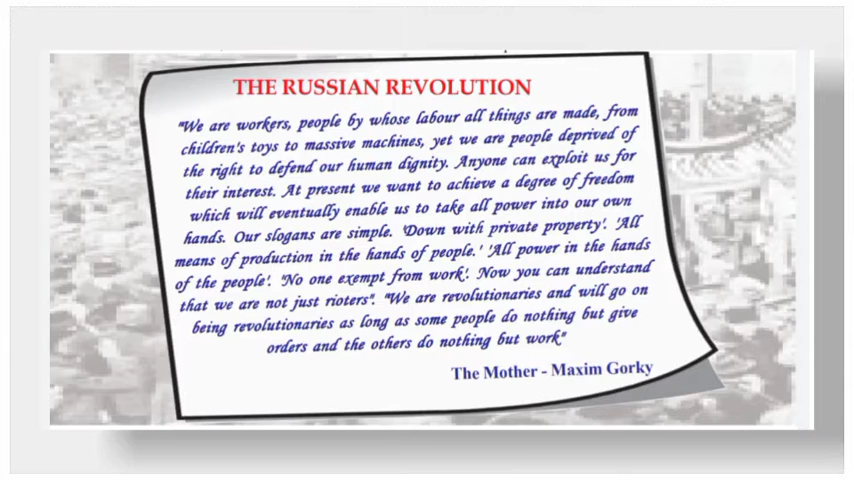 THE RUSSIAN REVOLUTION
"We are workers, people by whose labour all things are made, from
children's toys to massive machines, yet we are people deprived of
the right to defend our human dignity. Anyone can exploit us for
their interest. At present we want to achieve a degree of freedom
which will eventually enable us to take all power into our own
hands. Our slogans are simple. 'Down with private property'. 'All
means of production in the hands of people.' 'All power in the hands
of the people'. "No one exempt from work'. Now you can understand
that we are not just rioters". "We are revolutionaries and will go on
being revolutionaries as long as some people do nothing but give
orders and the others do nothing but work"
The Mother - Maxim Gorky